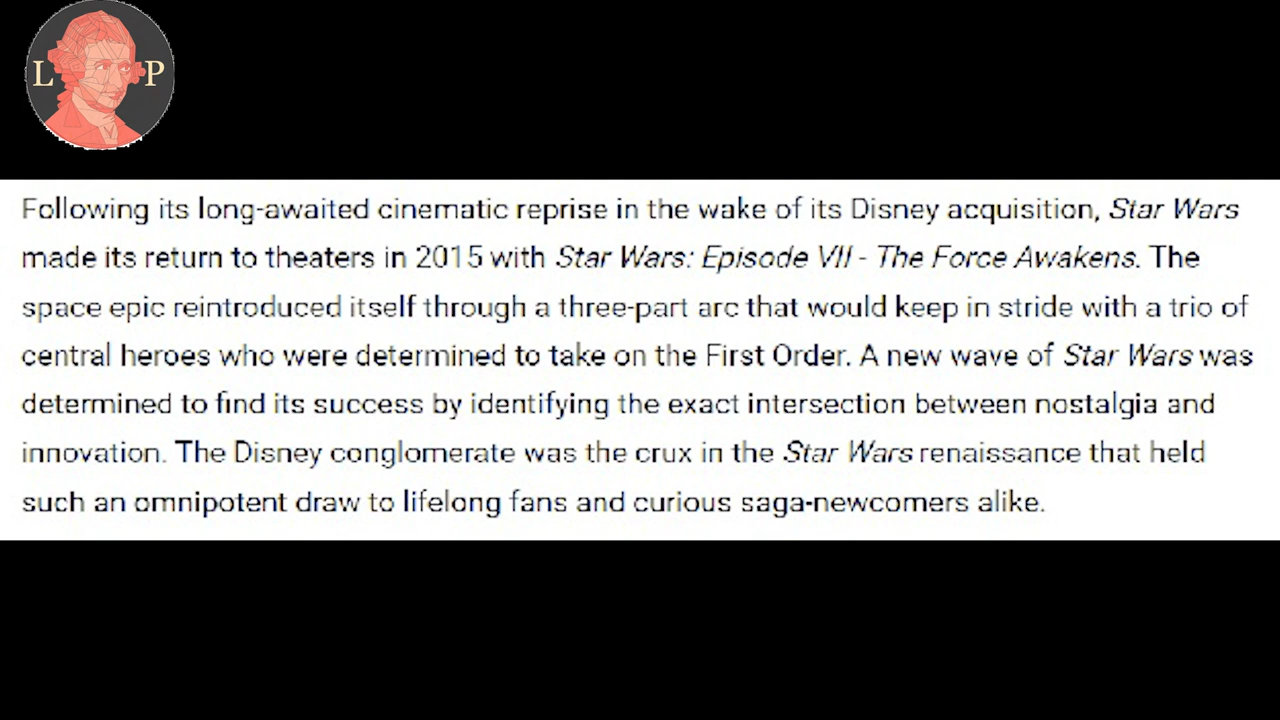 L P
Following its long-awaited cinematic reprise in the wake of its Disney acquisition, Star Wars
made its return to theaters in 2015 with Star Wars: Episode VII - The Force Awakens. The
space epic reintroduced itself through a three-part arc that would keep in stride with a trio of
central heroes who were determined to take on the First Order. A new wave of Star Wars was
determined to find its success by identifying the exact intersection between nostalgia and
innovation. The Disney conglomerate was the crux in the Star Wars renaissance that held
such an omnipotent draw to lifelong fans and curious saga-newcomers alike.